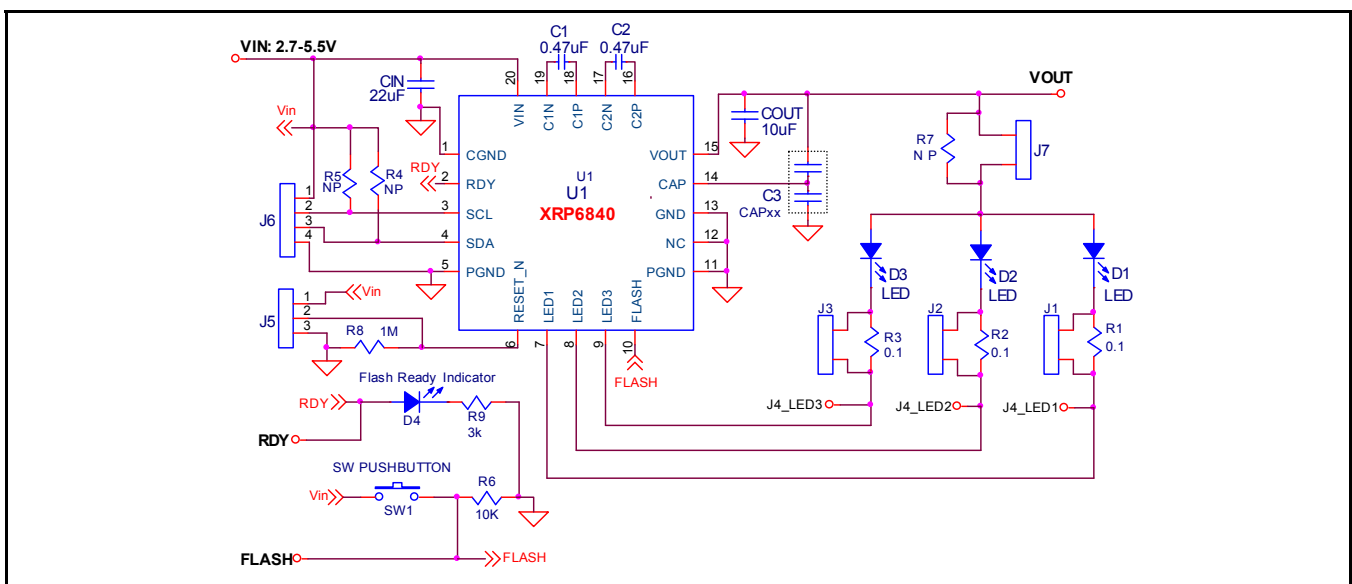 VIN: 2.7-5.5V
C1
0.47uF
C2
0.47uF
20
19
18
17
16
CIN
22uF
VIN
C1N
C1P
C2N
C2P
VOUT
COUT
10uF
Vin
R7
N P
J7
1
CGND
VOUT
15
RDY
2
RDY
U1
U1
XRP6840
CAP
14
C3
CAPxx
R5
NP
R4
NP
J6
1
2
3
4
3
SCL
GND
13
4
SDA
NC
12
5
PGND
PGND
11
RESET_N
LED1
LED2
LED3
FLASH
6
7
8
9
10
FLASH
D3
LED
D2
LED
D1
LED
J5
1
2
3
Vin
R8
1M
J3
R3
0.1
J2
R2
0.1
J1
R1
0.1
J4_LED3
J4_LED2
J4_LED1
Flash Ready Indicator
RDY
D4
R9
3k
RDY
SW PUSHBUTTON
Vin
SW1
R6
10K
FLASH
FLASH